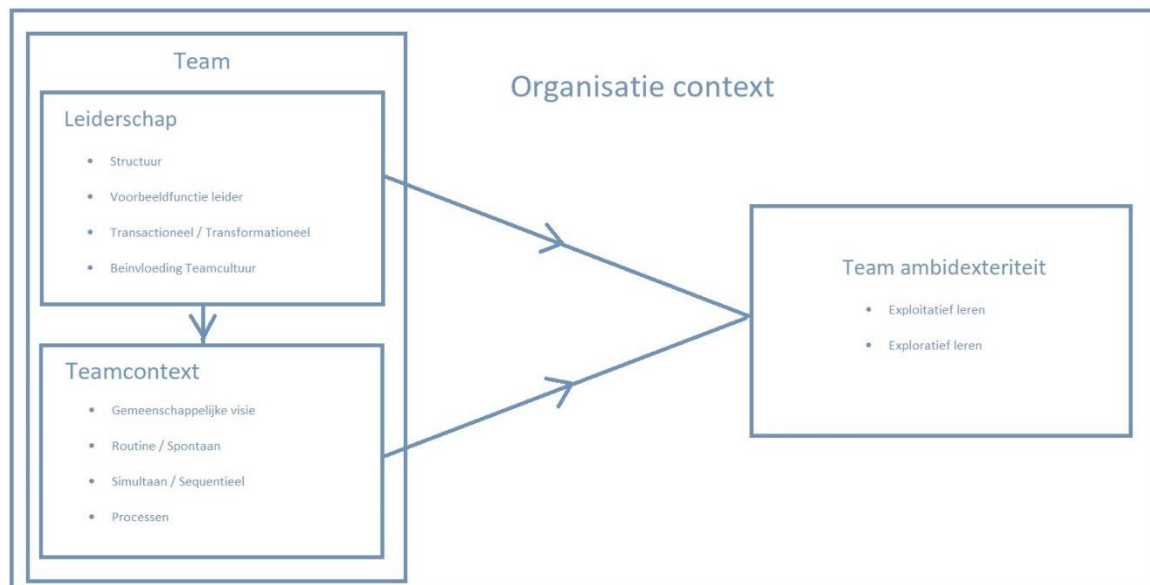 Team
Organisatie context
Leiderschap
Structuur
Voorbeeldfunctie leider
Transactioneel / Transformationeel
Beinvloeding Teamcultuur
Teamcontext
Gemeenschappelijke visie
Routine / Spontaan
Simultaan / Sequentieel
Processen
Team ambidexteriteit
Exploitatief leren
Exploratief leren